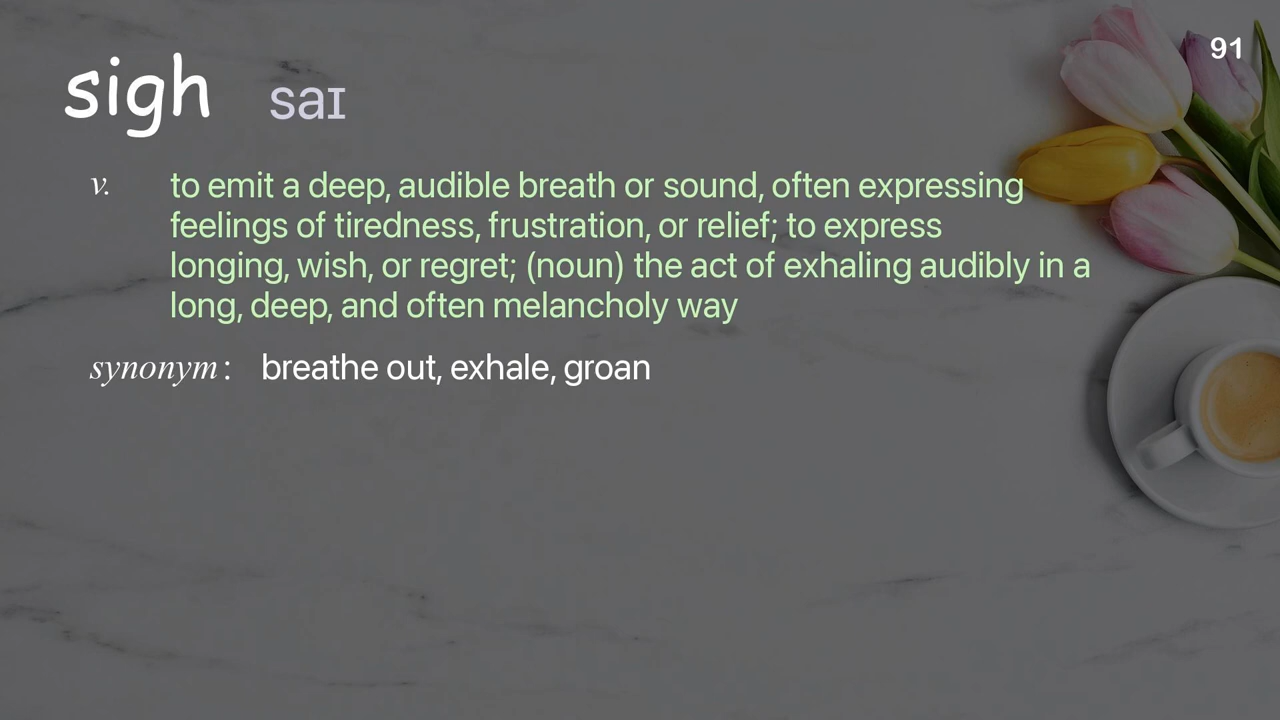 91
sigh saɪ
v. to emit a deep, audible breath or sound, often expressing
feelings of tiredness, frustration, or relief; to express
longing, wish, or regret; (noun) the act of exhaling audibly in a
long, deep, and often melancholy way
synonym: breathe out, exhale, groan